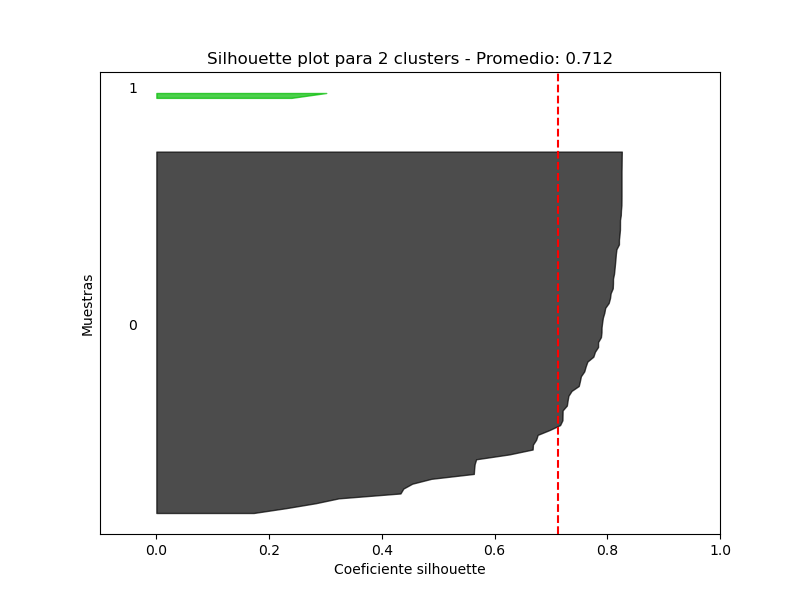 Silhouette plot para 2 clusters - Promedio: 0.712
1
0
Muestras
0.0 0.2 0.4 0.6 0.8 1.0
Coeficiente silhouette